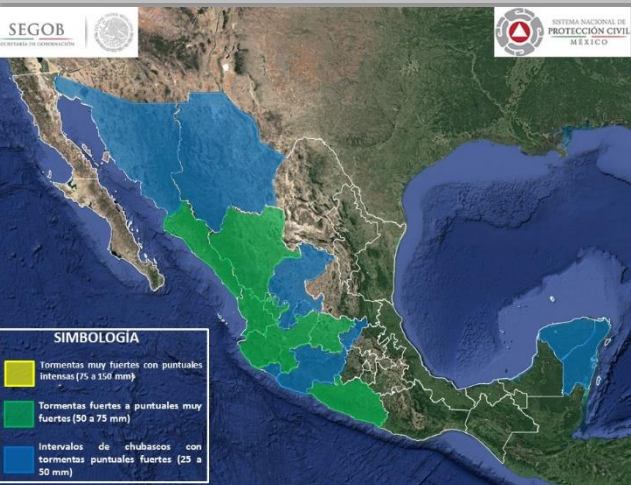 SEGOB
SECRETARÍA DE GOBERNACIÓN
SISTEMA NACIONAL DE
PROTECCIÓN CIVIL
MÉXICO
SIMBOLOGÍA
Tormentas muy fuertes con puntuales
intensas (75 a 150 mm)
Tormentas fuertes a puntuales muy
fuertes (50 a 75 mm)
Intervalos de chubascos con
tormentas puntuales fuertes (25 a
50 mm)